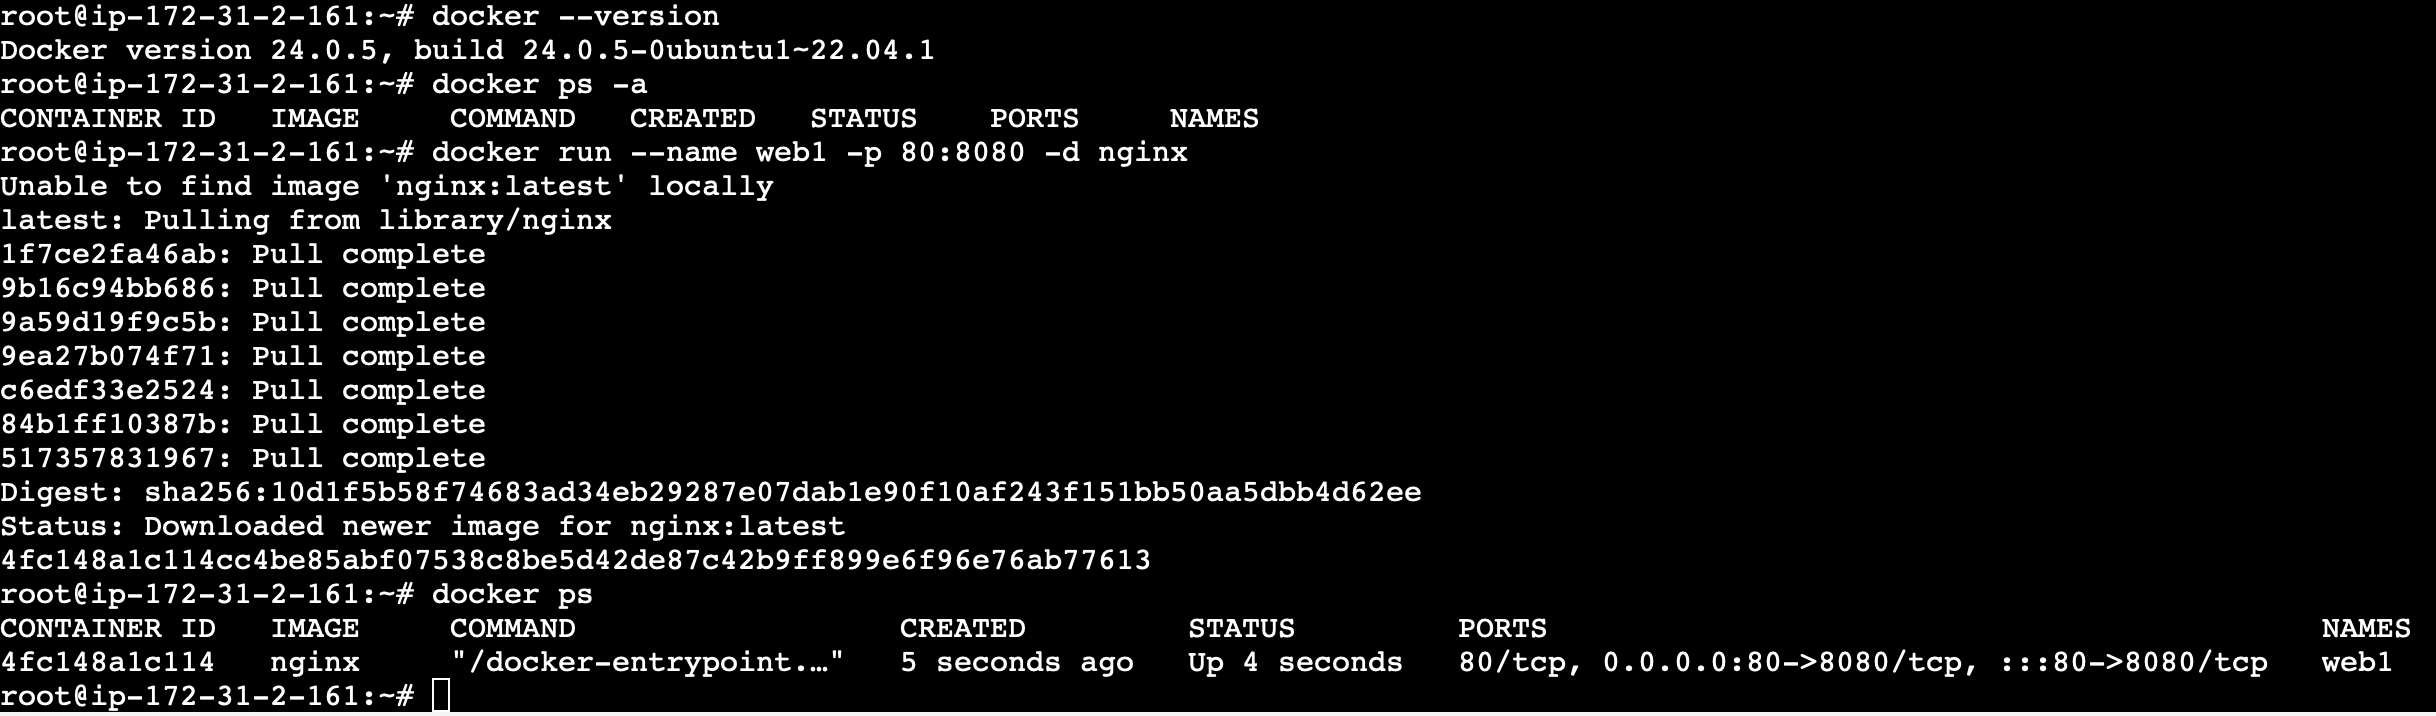 root@ip-172-31-2-161:~# docker --version
Docker version 24.0.5, build 24.0.5-0ubuntu1~22.04.1
root@ip-172-31-2-161:~# docker ps -a
CONTAINER ID   IMAGE     COMMAND   CREATED   STATUS    PORTS     NAMES
root@ip-172-31-2-161:~# docker run --name web1 -p 80:8080 -d nginx
Unable to find image 'nginx:latest' locally
latest: Pulling from library/nginx
1f7ce2fa46ab: Pull complete
9b16c94bb686: Pull complete
9a59d19f9c5b: Pull complete
9ea27b074f71: Pull complete
c6edf33e2524: Pull complete
84b1ff10387b: Pull complete
517357831967: Pull complete
Digest: sha256:10d1f5b58f74683ad34eb29287e07dab1e90f10af243f151bb50aa5dbb4d62ee
Status: Downloaded newer image for nginx:latest
4fc148a1c114cc4be85abf07538c8be5d42de87c42b9ff899e6f96e76ab77613
root@ip-172-31-2-161:~# docker ps
CONTAINER ID   IMAGE     COMMAND                  CREATED         STATUS         PORTS                                           NAMES
4fc148a1c114   nginx     "/docker-entrypoint.…"   5 seconds ago   Up 4 seconds   80/tcp, 0.0.0.0:80->8080/tcp, :::80->8080/tcp   web1
root@ip-172-31-2-161:~#